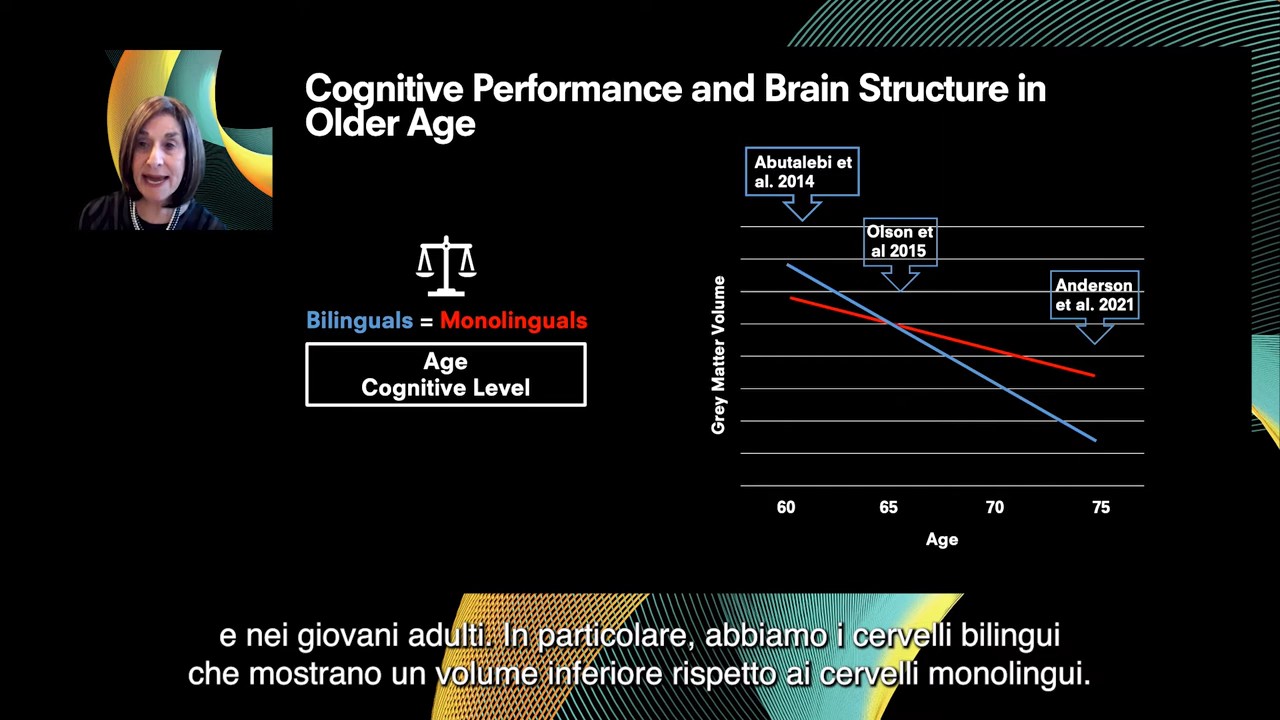 Cognitive Performance and Brain Structure in
Older Age
Bilinguals = Monolinguals
Age
Cognitive Level
Abutalebi et
al. 2014
Olson et
al 2015
Anderson
et al. 2021
Grey Matter Volume
60
65
70
75
Age
e nei giovani adulti. In particolare, abbiamo i cervelli bilingui
che mostrano un volume inferiore rispetto ai cervelli monolingui.